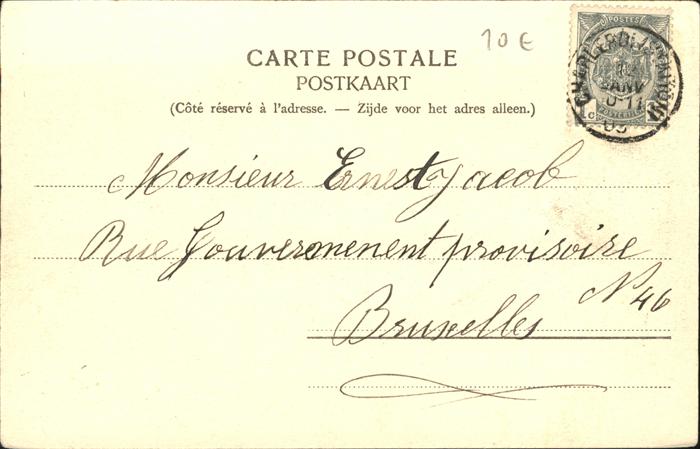 10 €
CARTE POSTALE
POSTKAART
(Côté réservé à l'adresse. — Zijde voor het adres alleen.)
POSTES
Monsieur Ernest Jacob
Rue Gouvernement provisoire
N 46
Bruxelles